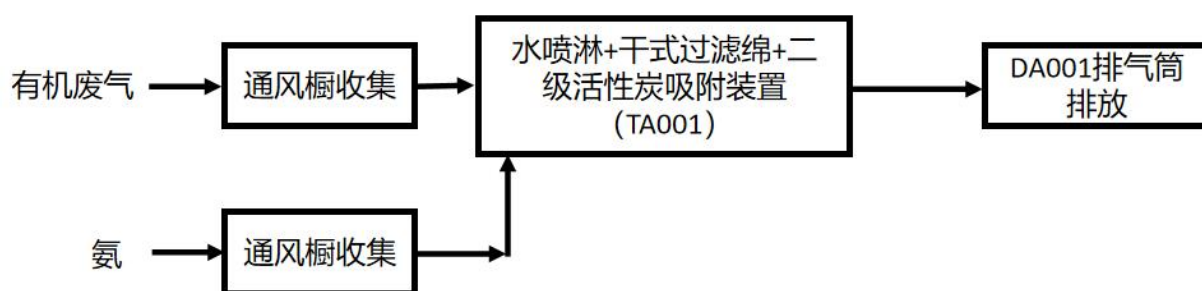 有机废气
通风橱收集
水喷淋+干式过滤绵+二
级活性炭吸附装置
（TA001）
DA001排气筒
排放
氨
通风橱收集